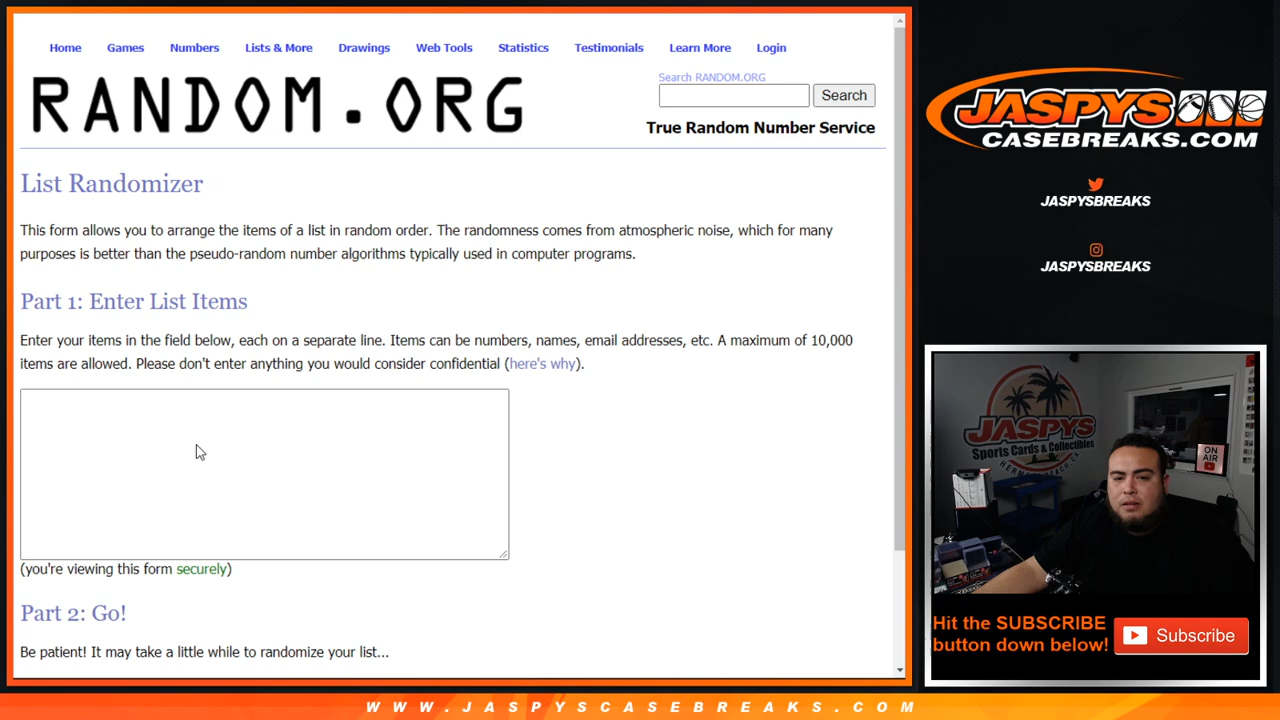 Home Games Numbers Lists & More Drawings Web Tools Statistics Testimonials Learn More Login
RANDOM.ORG
Search RANDOM.ORG
Search
True Random Number Service
List Randomizer
This form allows you to arrange the items of a list in random order. The randomness comes from atmospheric noise, which for many
purposes is better than the pseudo-random number algorithms typically used in computer programs.
Part 1: Enter List Items
Enter your items in the field below, each on a separate line. Items can be numbers, names, email addresses, etc. A maximum of 10,000
items are allowed. Please don't enter anything you would consider confidential (here's why).
(you're viewing this form securely)
Part 2: Go!
Be patient! It may take a little while to randomize your list...
JASPYS
CASEBREAKS.COM
JASPYSBREAKS
JASPYSBREAKS
JASPYS
Sports Cards & Collectibles
HERMOSA BEACH, CA
ON
AIR
Hit the SUBSCRIBE
button down below!
Subscribe
WWW.JASPYSCASEBREAKS.COM